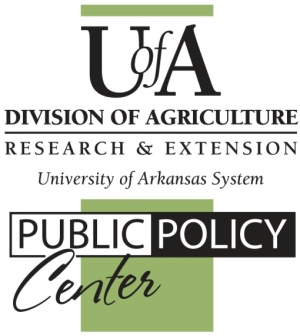 UofA
DIVISION OF AGRICULTURE
RESEARCH & EXTENSION
University of Arkansas System
PUBLIC POLICY
Center